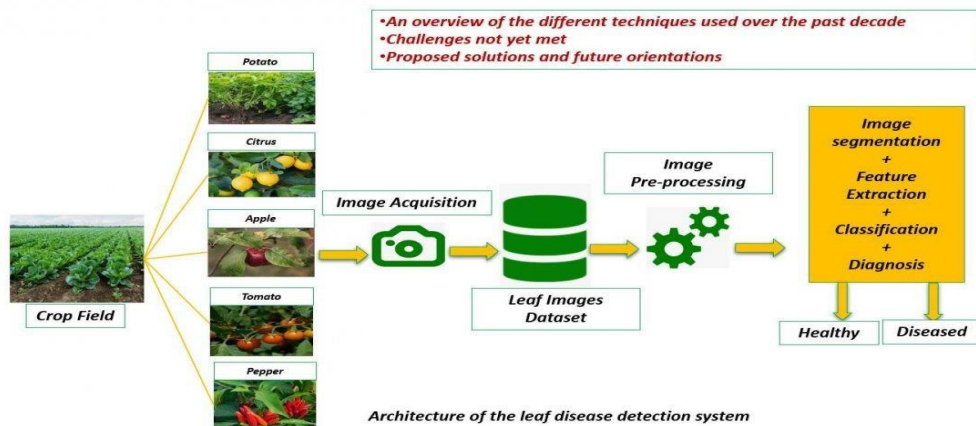 •An overview of the different techniques used over the past decade
•Challenges not yet met
•Proposed solutions and future orientations
Potato
Citrus
Apple
Tomato
Pepper
Crop Field
Image Acquisition
Leaf Images
Dataset
Image
Pre-processing
Image
segmentation
+
Feature
Extraction
+
Classification
+
Diagnosis
Healthy
Diseased
Architecture of the leaf disease detection system